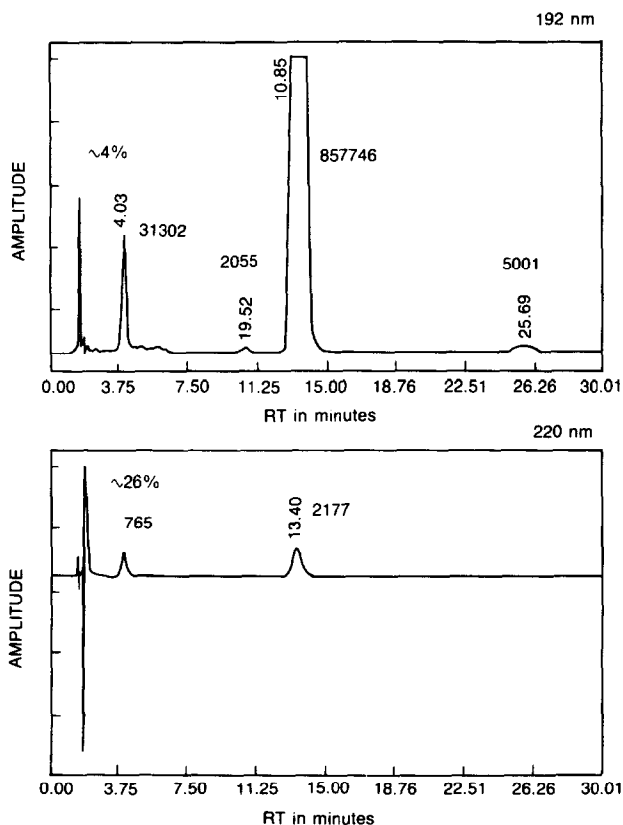 192 nm
AMPLITUDE
~4%
4.03
31302
2055
19.52
10.85
857746
5001
25.69
0.00 3.75 7.50 11.25 15.00 18.76 22.51 26.26 30.01
RT in minutes
220 nm
AMPLITUDE
~26%
765
13.40
2177
0.00 3.75 7.50 11.25 15.00 18.76 22.51 26.26 30.01
RT in minutes